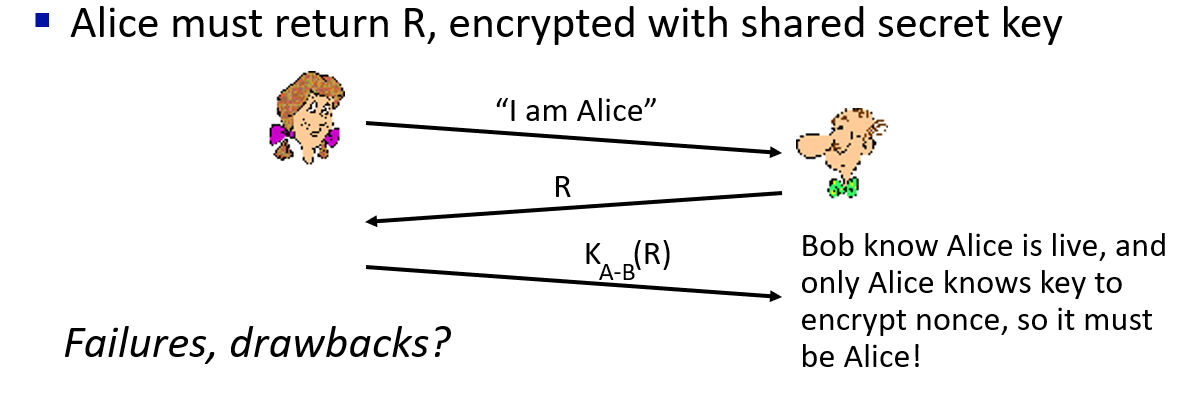 ▪ Alice must return R, encrypted with shared secret key
“I am Alice”
R
K A-B (R)
Bob know Alice is live, and
only Alice knows key to
encrypt nonce, so it must
be Alice!
Failures, drawbacks?